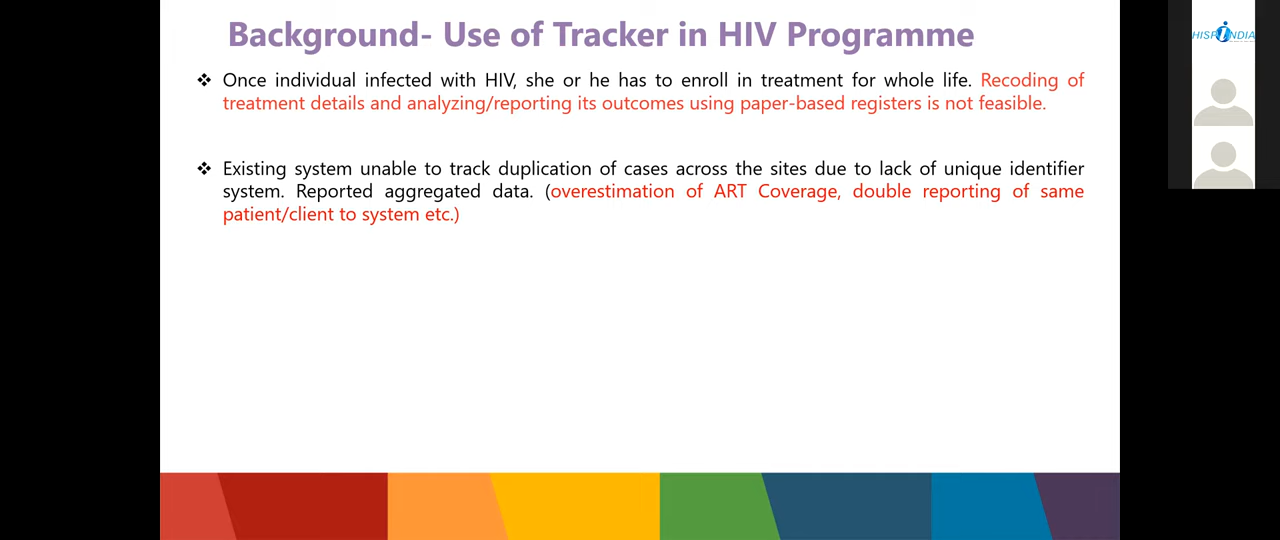 Background- Use of Tracker in HIV Programme
HISP INDIA
❖ Once individual infected with HIV, she or he has to enroll in treatment for whole life. Recoding of
treatment details and analyzing/reporting its outcomes using paper-based registers is not feasible.
❖ Existing system unable to track duplication of cases across the sites due to lack of unique identifier
system. Reported aggregated data. (overestimation of ART Coverage, double reporting of same
patient/client to system etc.)